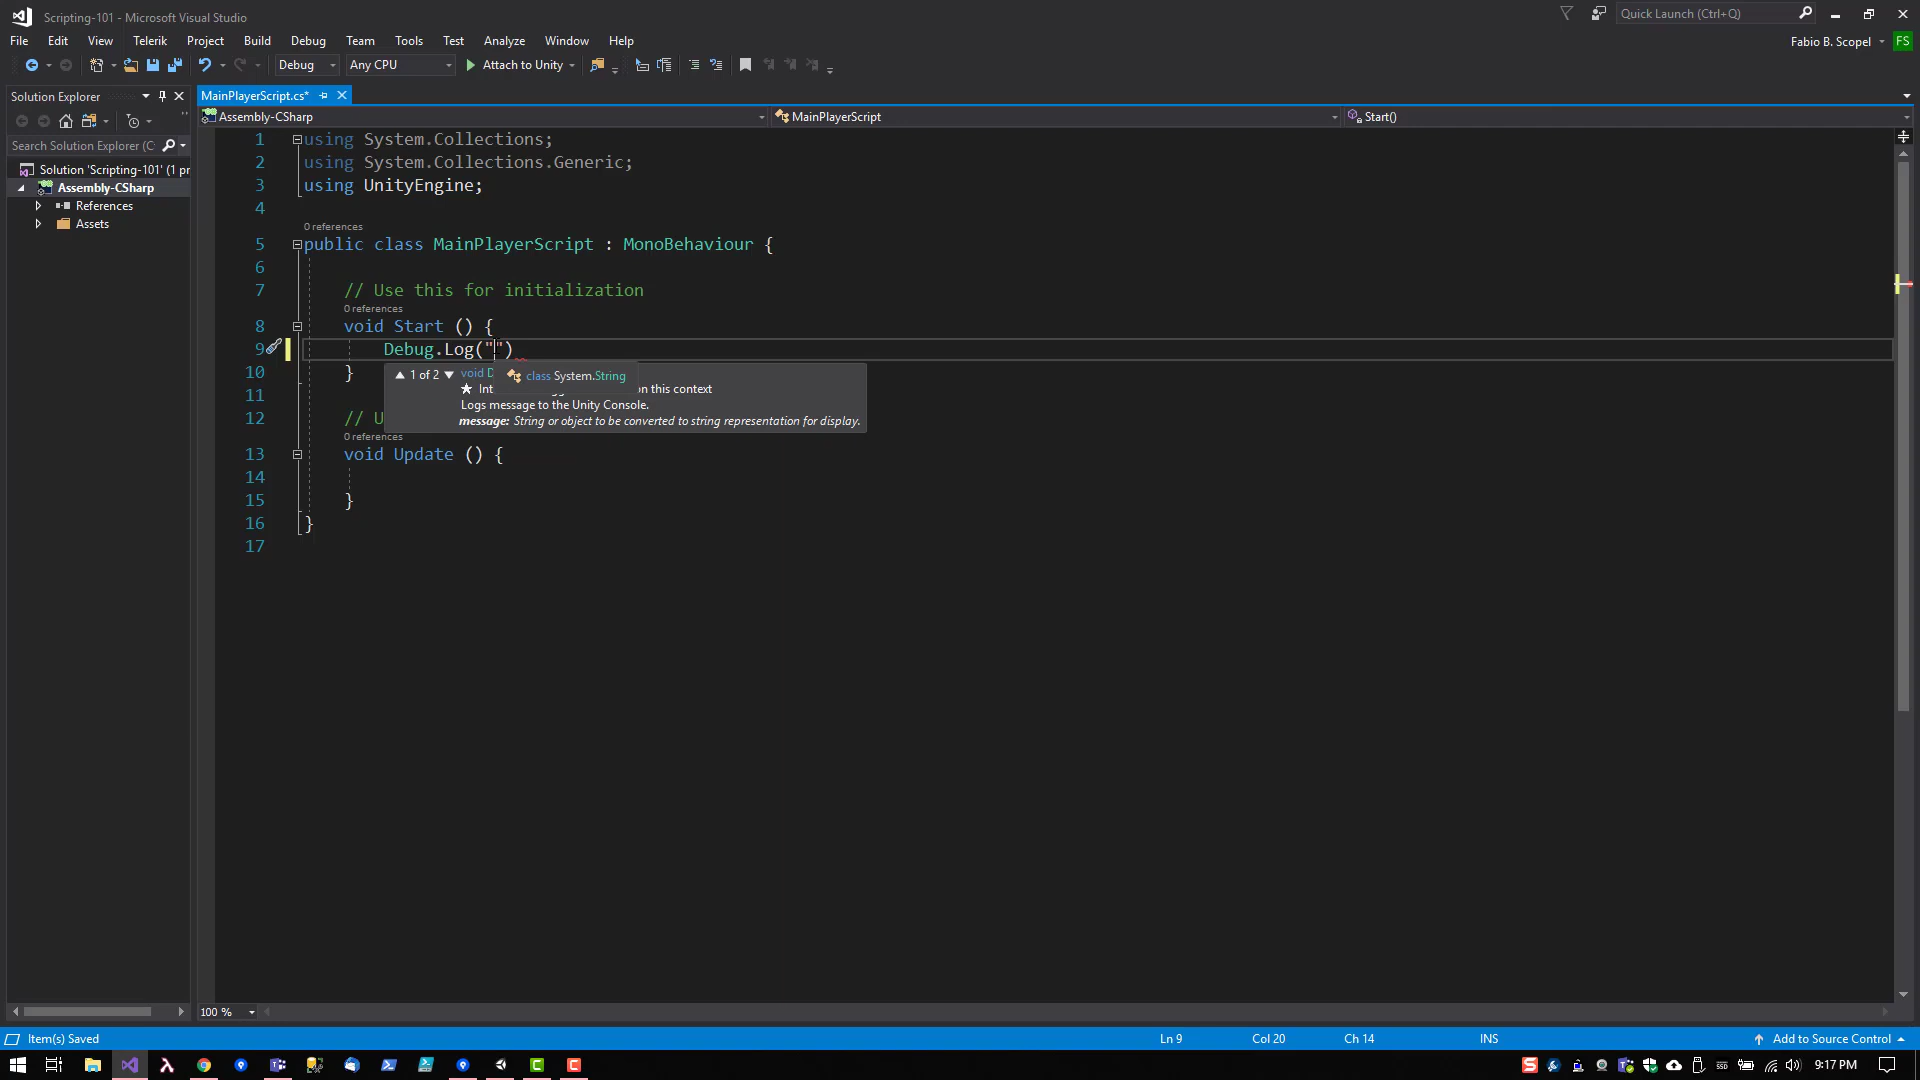 Scripting-101 - Microsoft Visual Studio
Quick Launch (Ctrl+Q)
File Edit View Telerik Project Build Debug Team Tools Test Analyze Window Help
Fabio B. Scopel FS
Debug Any CPU Attach to Unity
Solution Explorer
MainPlayerScript.cs*
Assembly-CSharp MainPlayerScript Start()
Search Solution Explorer (C
Solution 'Scripting-101' (1 pr
Assembly-CSharp
References
Assets
1 using System.Collections;
2 using System.Collections.Generic;
3 using UnityEngine;
4
0 references
5 public class MainPlayerScript : MonoBehaviour {
6
7 // Use this for initialization
0 references
8 void Start () {
9 Debug.Log("")
10 }
1 of 2 void D
class System.String
Int on this context
Logs message to the Unity Console.
message: String or object to be converted to string representation for display.
11
12 // U
0 references
13 void Update () {
14
15 }
16 }
17
100 %
Item(s) Saved Ln 9 Col 20 Ch 14 INS Add to Source Control
9:17 PM